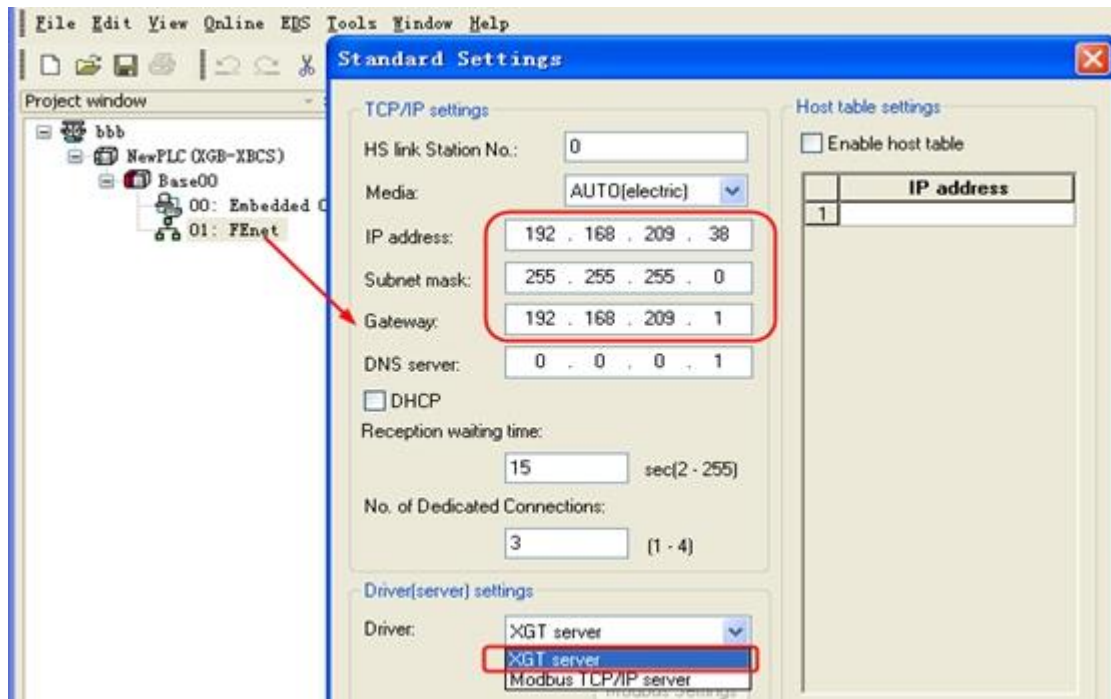 File Edit View Online EDS Tools Window Help
Standard Settings
Project window
bbb
NewPLC (XGB-XBCS)
Base00
00: Embedded C
01: FEnet
TCP/IP settings
HS link Station No.: 0
Media: AUTO(electric)
IP address: 192 . 168 . 209 . 38
Subnet mask: 255 . 255 . 255 . 0
Gateway: 192 . 168 . 209 . 1
DNS server: 0 . 0 . 0 . 1
DHCP
Reception waiting time:
15 sec(2 - 255)
No. of Dedicated Connections:
3 (1 - 4)
Driver(server) settings
Driver: XGT server
XGT server
Modbus TCP/IP server
Modbus Settings
Host table settings
Enable host table
IP address
1